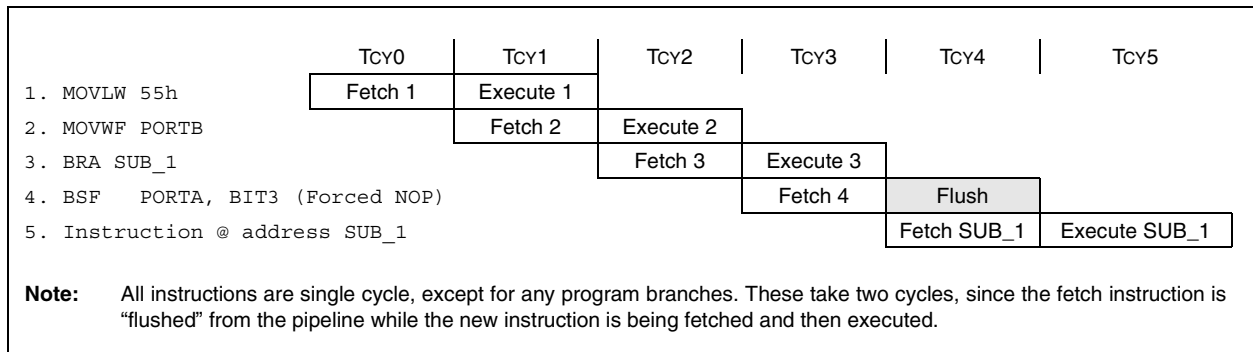 TCY0 TCY1 TCY2 TCY3 TCY4 TCY5
1. MOVLW 55h Fetch 1 Execute 1
2. MOVWF PORTB Fetch 2 Execute 2
3. BRA SUB_1 Fetch 3 Execute 3
4. BSF PORTA, BIT3 (Forced NOP) Fetch 4 Flush
5. Instruction @ address SUB_1 Fetch SUB_1 Execute SUB_1
Note: All instructions are single cycle, except for any program branches. These take two cycles, since the fetch instruction is
“flushed” from the pipeline while the new instruction is being fetched and then executed.